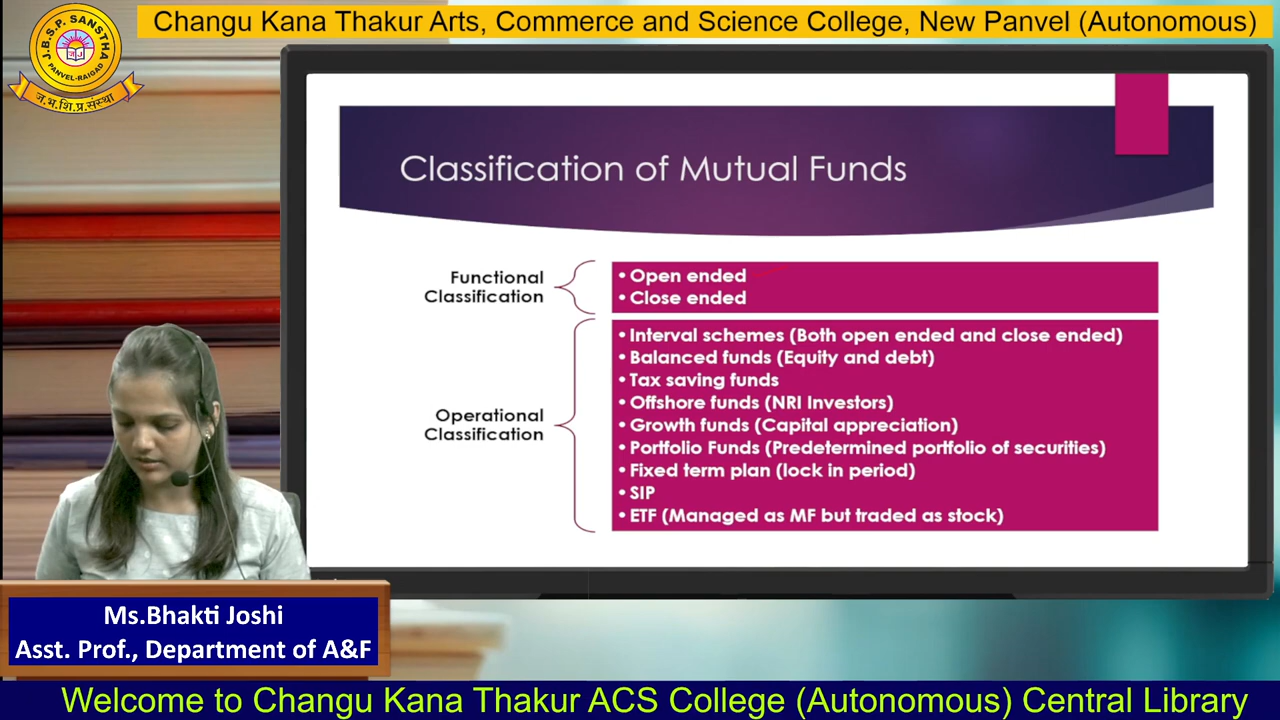 Changu Kana Thakur Arts, Commerce and Science College, New Panvel (Autonomous)
J.B.S.P. SANSTHA
PANVEL-RAIGAD
ज.भ.शि.प्र.संस्था
Classification of Mutual Funds
Functional
Classification
• Open ended
• Close ended
Operational
Classification
• Interval schemes (Both open ended and close ended)
• Balanced funds (Equity and debt)
• Tax saving funds
• Offshore funds (NRI Investors)
• Growth funds (Capital appreciation)
• Portfolio Funds (Predetermined portfolio of securities)
• Fixed term plan (lock in period)
• SIP
• ETF (Managed as MF but traded as stock)
Ms.Bhakti Joshi
Asst. Prof., Department of A&F
Welcome to Changu Kana Thakur ACS College (Autonomous) Central Library